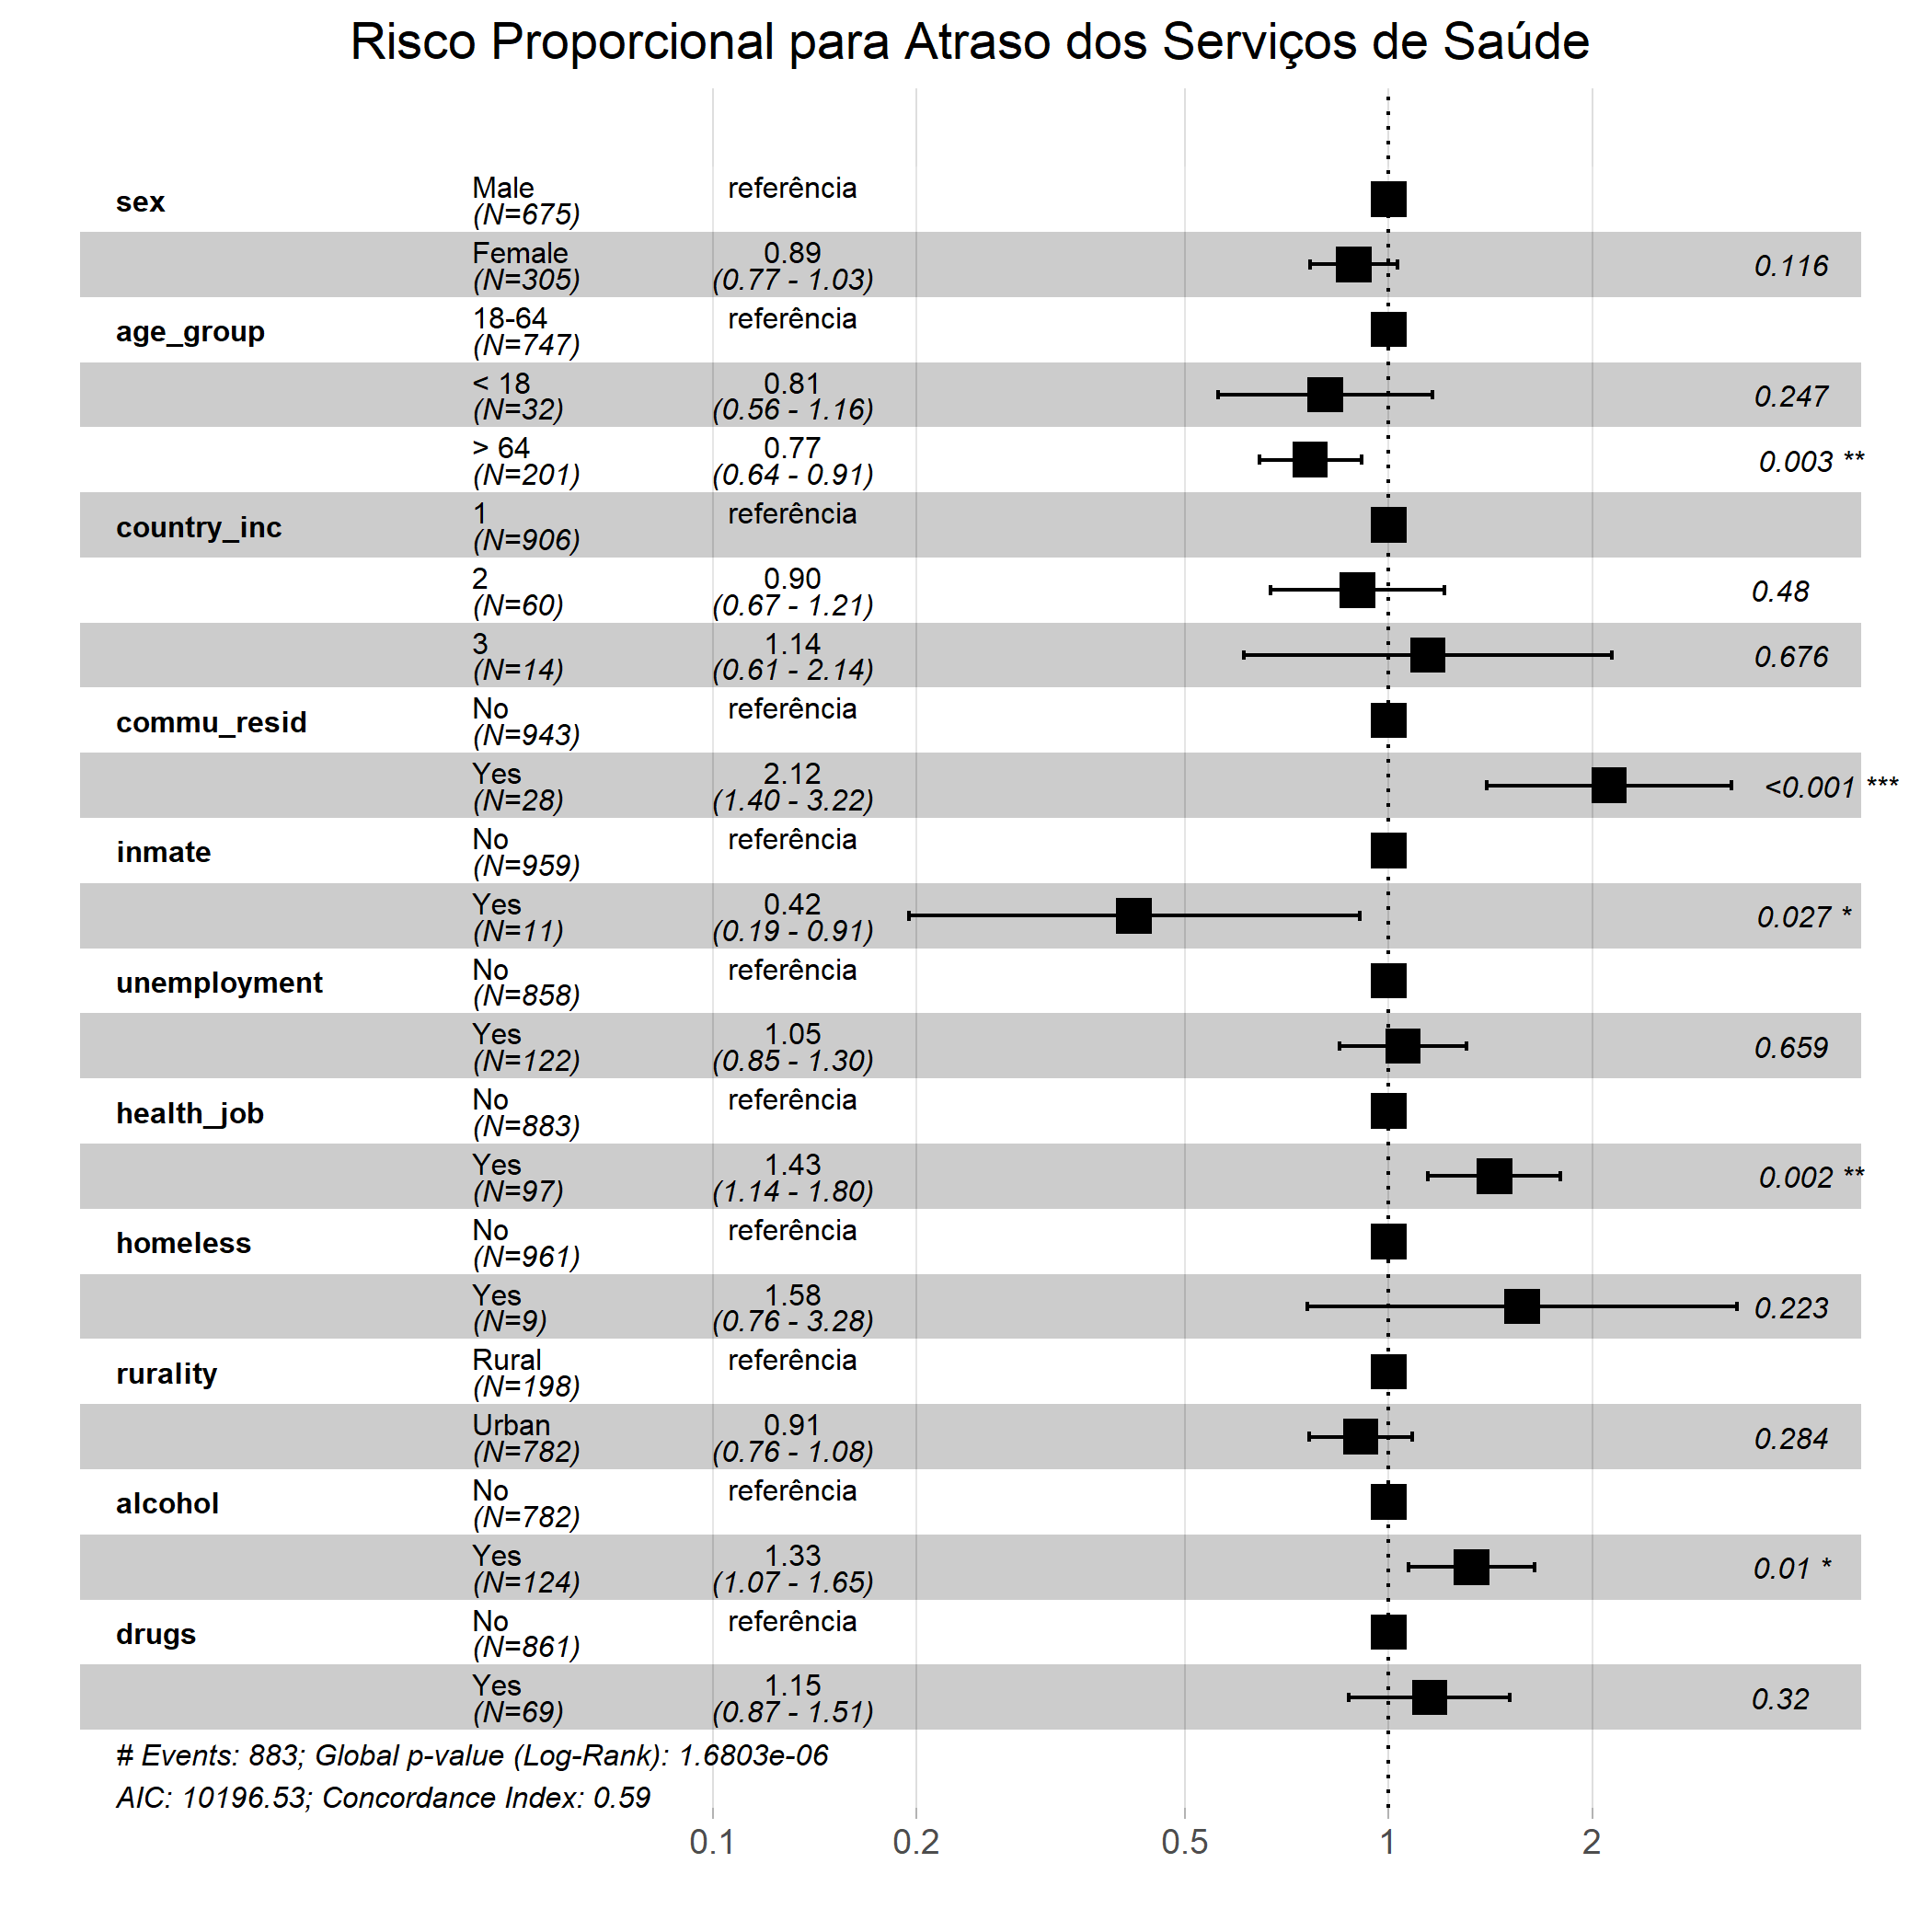 Risco Proporcional para Atraso dos Serviços de Saúde
sex Male referência
(N=675)
Female 0.89
(N=305) (0.77 - 1.03) 0.116
age_group 18-64 referência
(N=747)
< 18 0.81
(N=32) (0.56 - 1.16) 0.247
> 64 0.77
(N=201) (0.64 - 0.91) 0.003 **
country_inc 1 referência
(N=906)
2 0.90
(N=60) (0.67 - 1.21) 0.48
3 1.14
(N=14) (0.61 - 2.14) 0.676
commu_resid No referência
(N=943)
Yes 2.12
(N=28) (1.40 - 3.22) <0.001 ***
inmate No referência
(N=959)
Yes 0.42
(N=11) (0.19 - 0.91) 0.027 *
unemployment No referência
(N=858)
Yes 1.05
(N=122) (0.85 - 1.30) 0.659
health_job No referência
(N=883)
Yes 1.43
(N=97) (1.14 - 1.80) 0.002 **
homeless No referência
(N=961)
Yes 1.58
(N=9) (0.76 - 3.28) 0.223
rurality Rural referência
(N=198)
Urban 0.91
(N=782) (0.76 - 1.08) 0.284
alcohol No referência
(N=782)
Yes 1.33
(N=124) (1.07 - 1.65) 0.01 *
drugs No referência
(N=861)
Yes 1.15
(N=69) (0.87 - 1.51) 0.32
# Events: 883; Global p-value (Log-Rank): 1.6803e-06
AIC: 10196.53; Concordance Index: 0.59
0.1 0.2 0.5 1 2